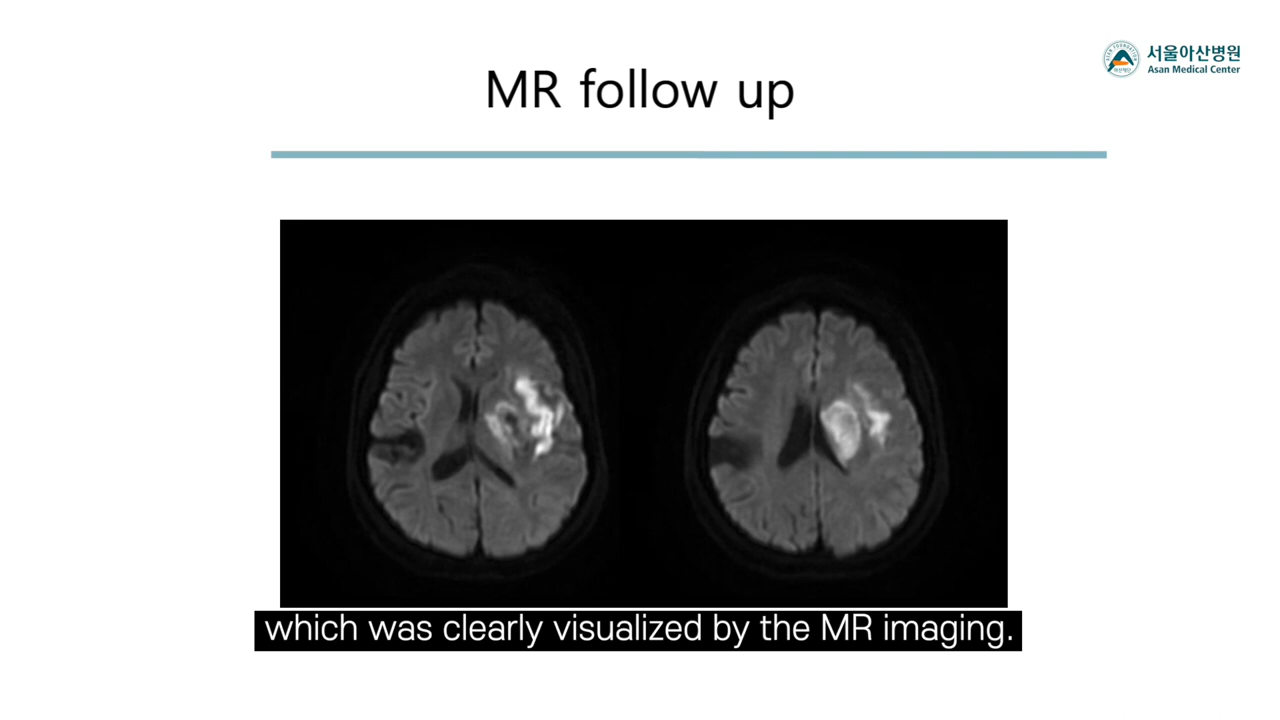 서울아산병원
Asan Medical Center
MR follow up
which was clearly visualized by the MR imaging.